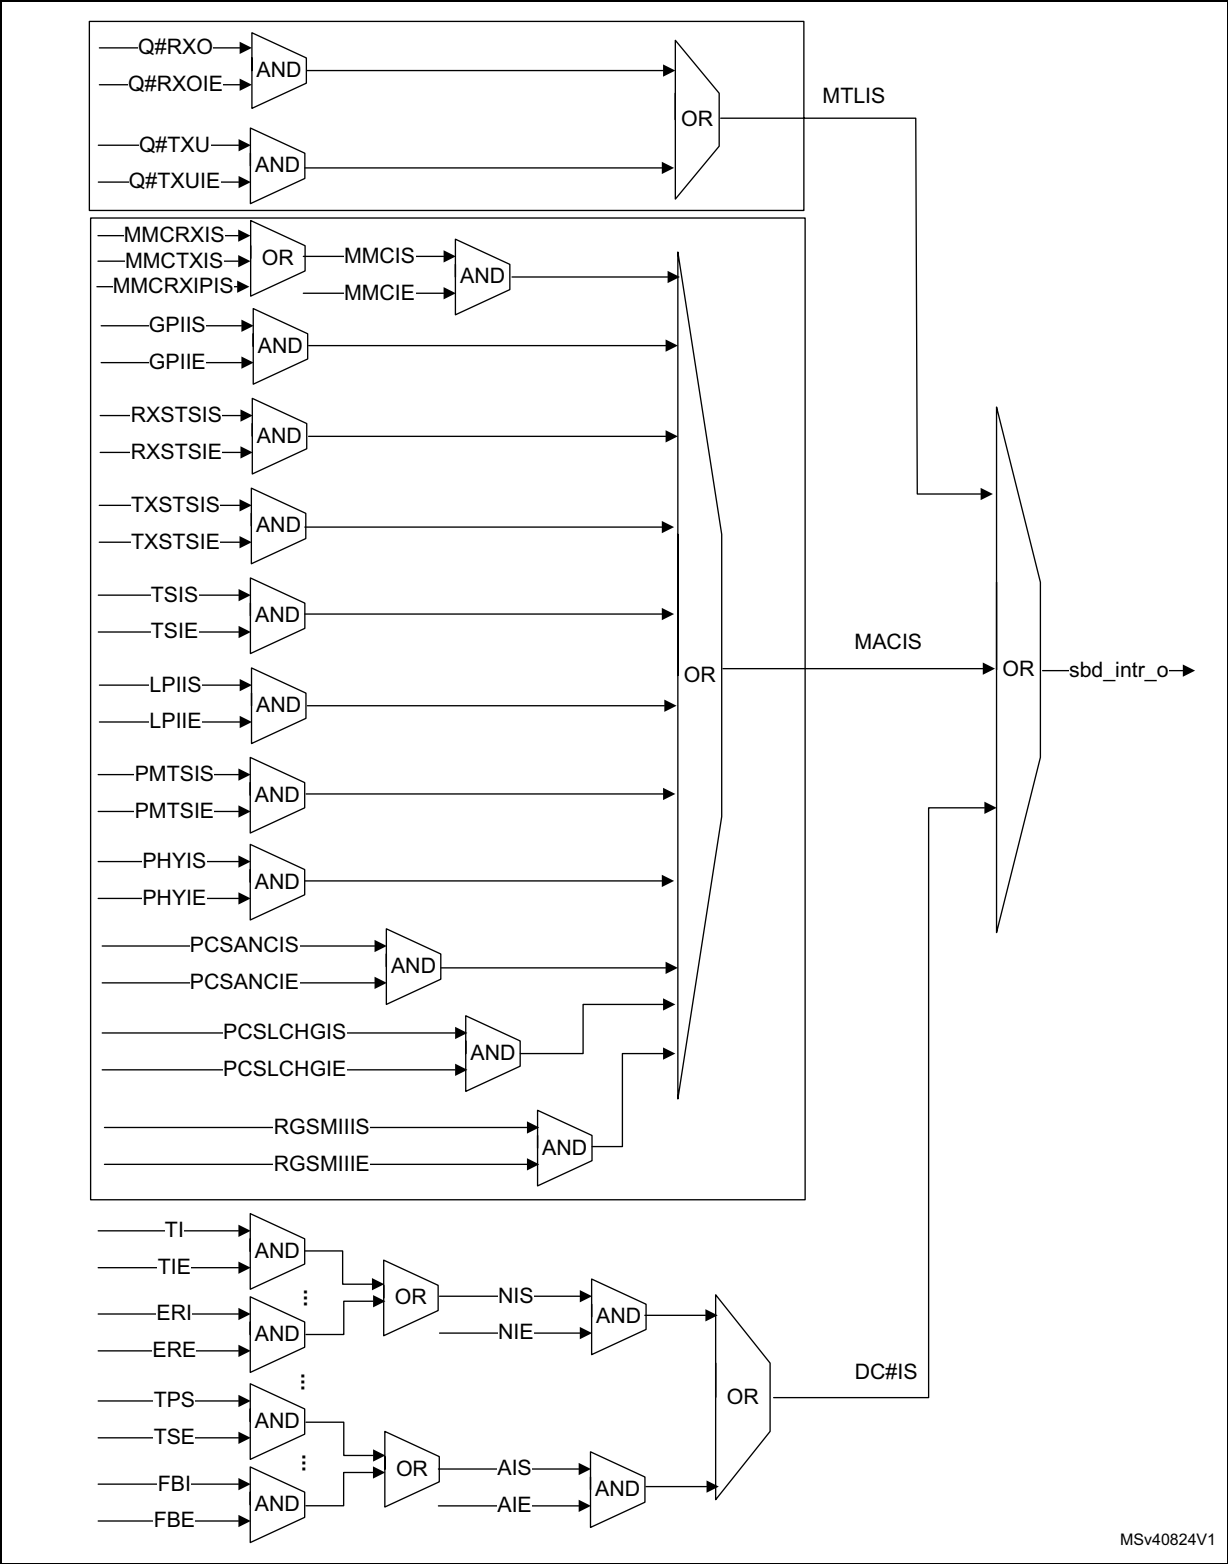 Q#RXO
AND
Q#RXOIE
MTLIS
OR
Q#TXU
AND
Q#TXUIE
MMCRXIS
MMCTXIS
OR
MMCIS
MMCRXIPIS
MMCIE
AND
GPIIS
AND
GPIIE
RXSTSIS
AND
RXSTSIE
TXSTSIS
AND
TXSTSIE
TSIS
AND
TSIE
MACIS
OR
OR
sbd_intr_o
LPIIS
AND
LPIIE
PMTSIS
AND
PMTSIE
PHYIS
AND
PHYIE
PCSANCIS
AND
PCSANCIE
PCSLCHGIS
AND
PCSLCHGIE
RGSMIIIS
AND
RGSMIIIE
TI
AND
TIE
...
OR
NIS
AND
NIE
ERI
AND
ERE
...
DC#IS
OR
TPS
AND
TSE
...
OR
AIS
AND
AIE
FBI
AND
FBE
MSv40824V1